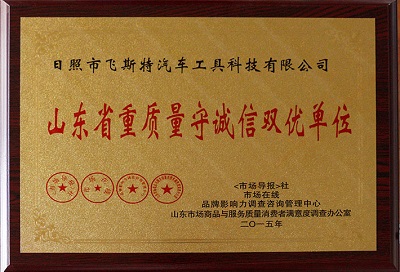 日照市飞斯特汽车工具科技有限公司
山东省重质量守诚信双优单位
<市场导报>社
市场在线
品牌影响力调查咨询管理中心
山东市场商品与服务质量消费者满意度调查办公室
二〇一五年